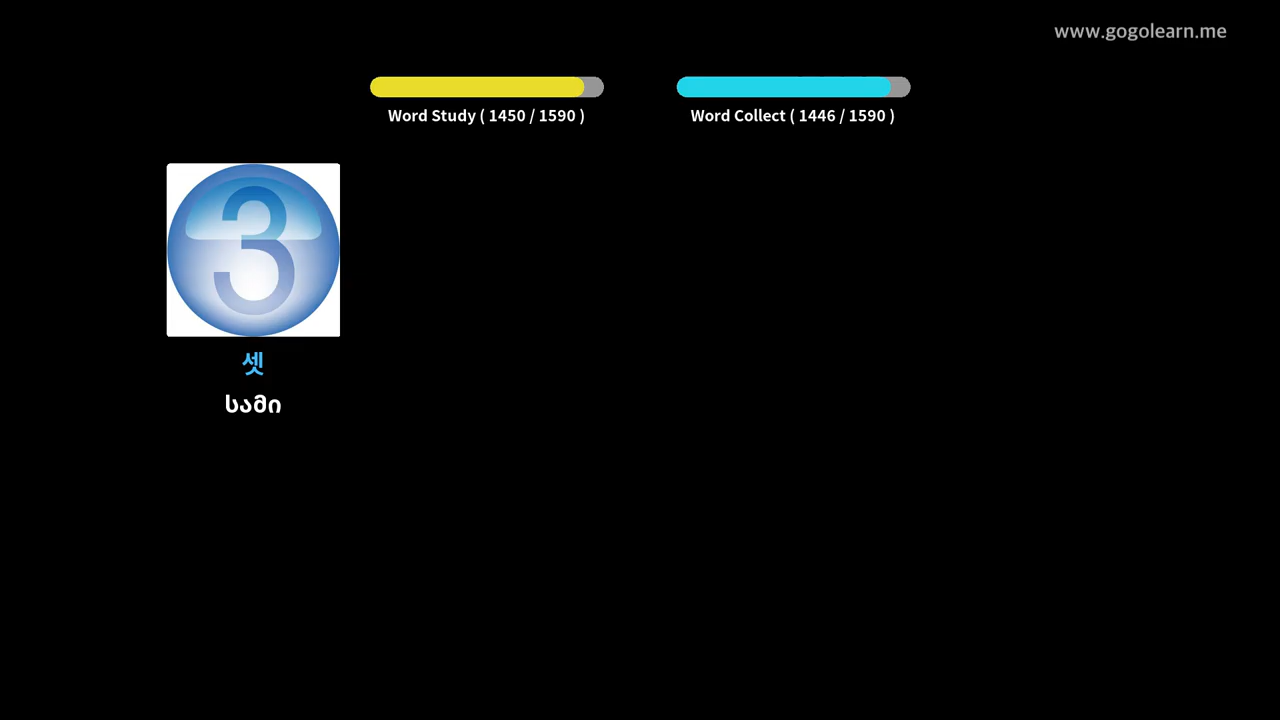 www.gogolearn.me
Word Study ( 1450 / 1590 )
Word Collect ( 1446 / 1590 )
3
셋
სამი